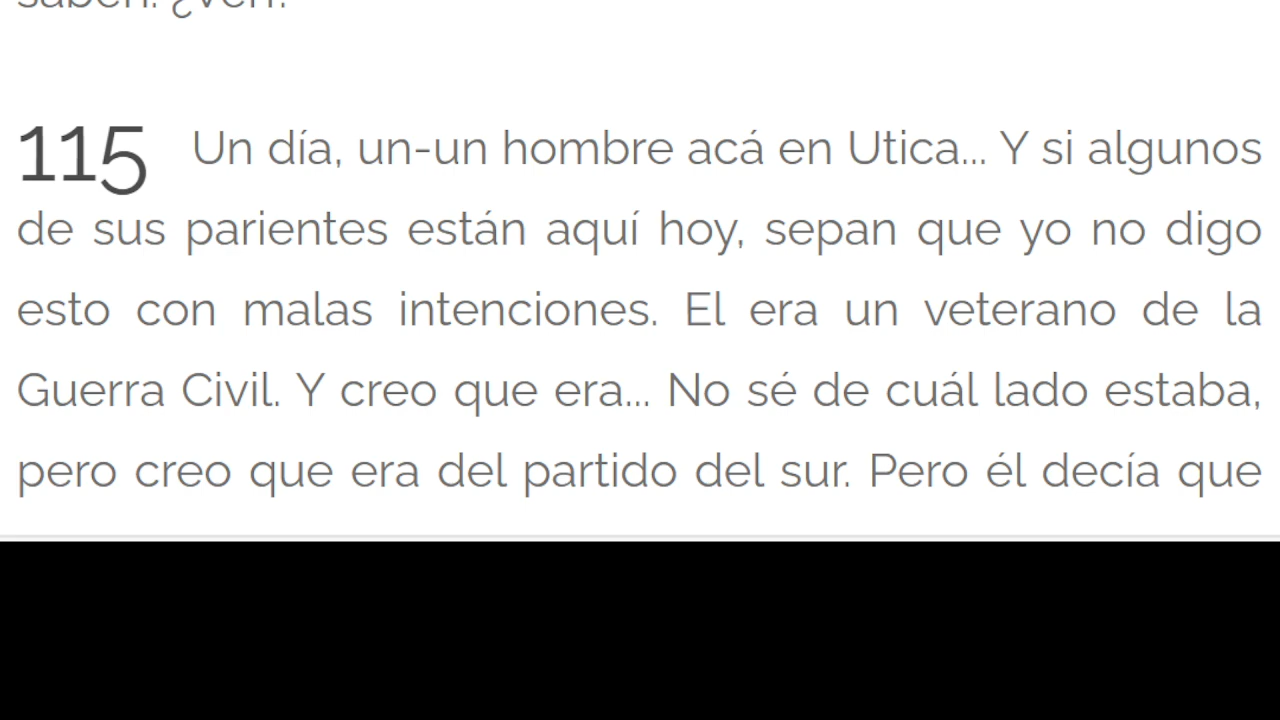 saben. ¿Ven?
115 Un día, un-un hombre acá en Utica... Y si algunos
de sus parientes están aquí hoy, sepan que yo no digo
esto con malas intenciones. El era un veterano de la
Guerra Civil. Y creo que era... No sé de cuál lado estaba,
pero creo que era del partido del sur. Pero él decía que